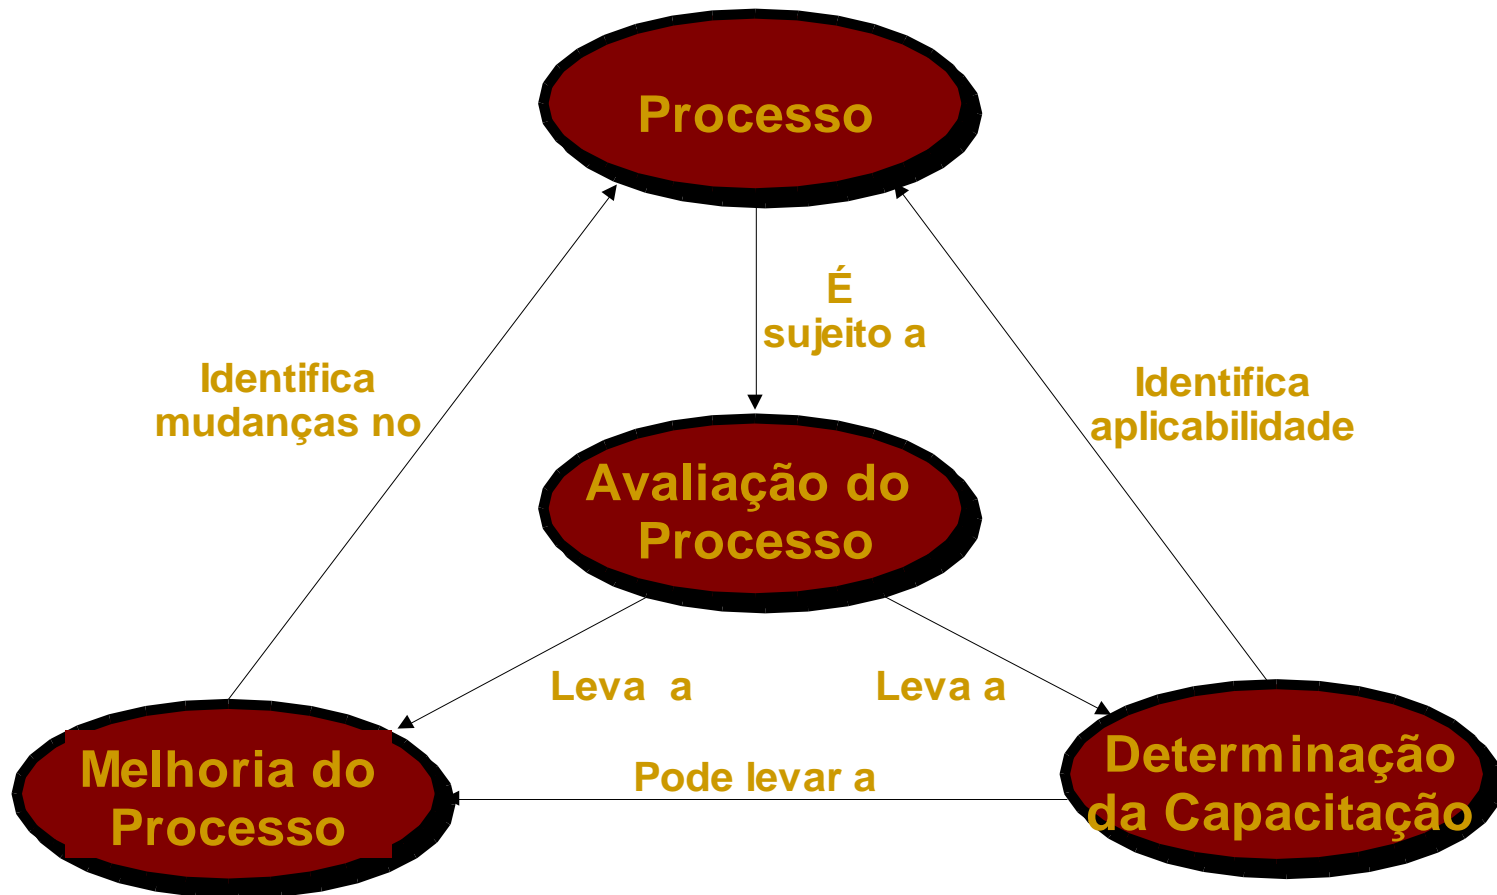 Processo
É
sujeito a
Identifica
mudanças no
Identifica
aplicabilidade
Avaliação do
Processo
Leva a
Leva a
Melhoria do
Processo
Pode levar a
Determinação
da Capacitação